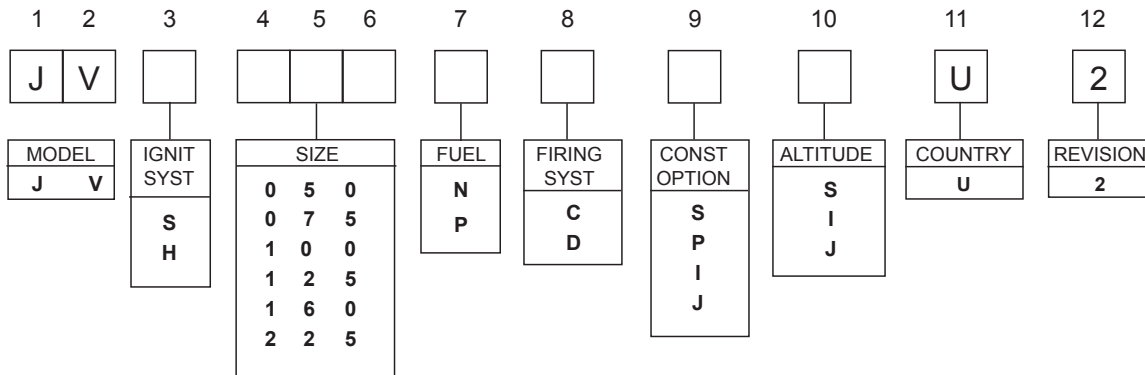 1 2 3 4 5 6 7 8 9 10 11 12
J V U 2
MODEL
J V
IGNIT
SYST
S
H
SIZE
0 5 0
0 7 5
1 0 0
1 2 5
1 6 0
2 2 5
FUEL
N
P
FIRING
SYST
C
D
CONST
OPTION
S
P
I
J
ALTITUDE
S
I
J
COUNTRY
U
REVISION
2